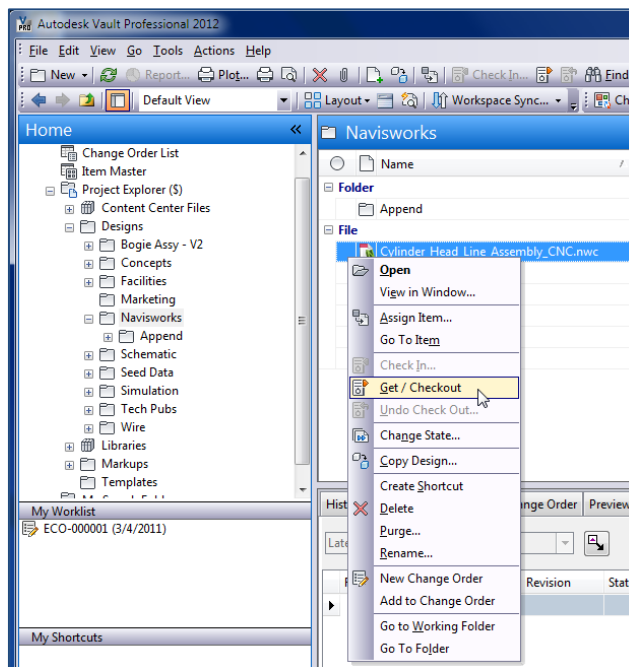 Autodesk Vault Professional 2012
File Edit View Go Tools Actions Help
New Report... Plot... Check In... Find
Default View Layout Workspace Sync... Ch
Home
Change Order List
Item Master
Project Explorer ($)
Content Center Files
Designs
Bogie Assy - V2
Concepts
Facilities
Marketing
Navisworks
Append
Schematic
Seed Data
Simulation
Tech Pubs
Wire
Libraries
Markups
Templates
My Worklist
ECO-000001 (3/4/2011)
My Shortcuts
Navisworks
Name
Folder
Append
File
Cylinder Head Line Assembly_CNC.nwc
Open
View in Window...
Assign Item...
Go To Item
Check In...
Get / Checkout
Undo Check Out...
Change State...
Copy Design...
Create Shortcut
Delete
Purge...
Rename...
New Change Order
Add to Change Order
Go to Working Folder
Go To Folder
Hist ange Order Preview
Late
Revision Stat